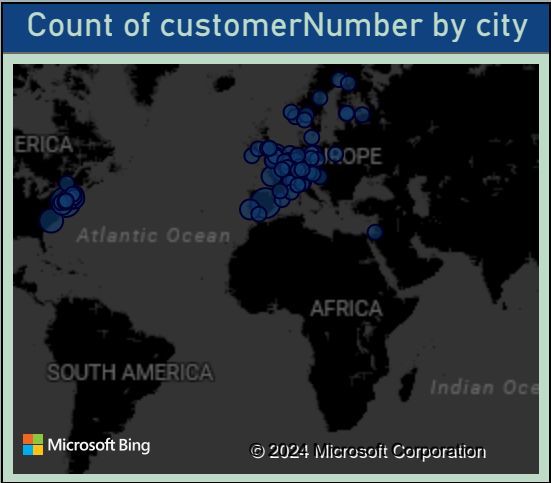 Count of customerNumber by city
ERICA
EUROPE
Atlantic Ocean
AFRICA
SOUTH AMERICA
Indian Oce
Microsoft Bing
© 2024 Microsoft Corporation